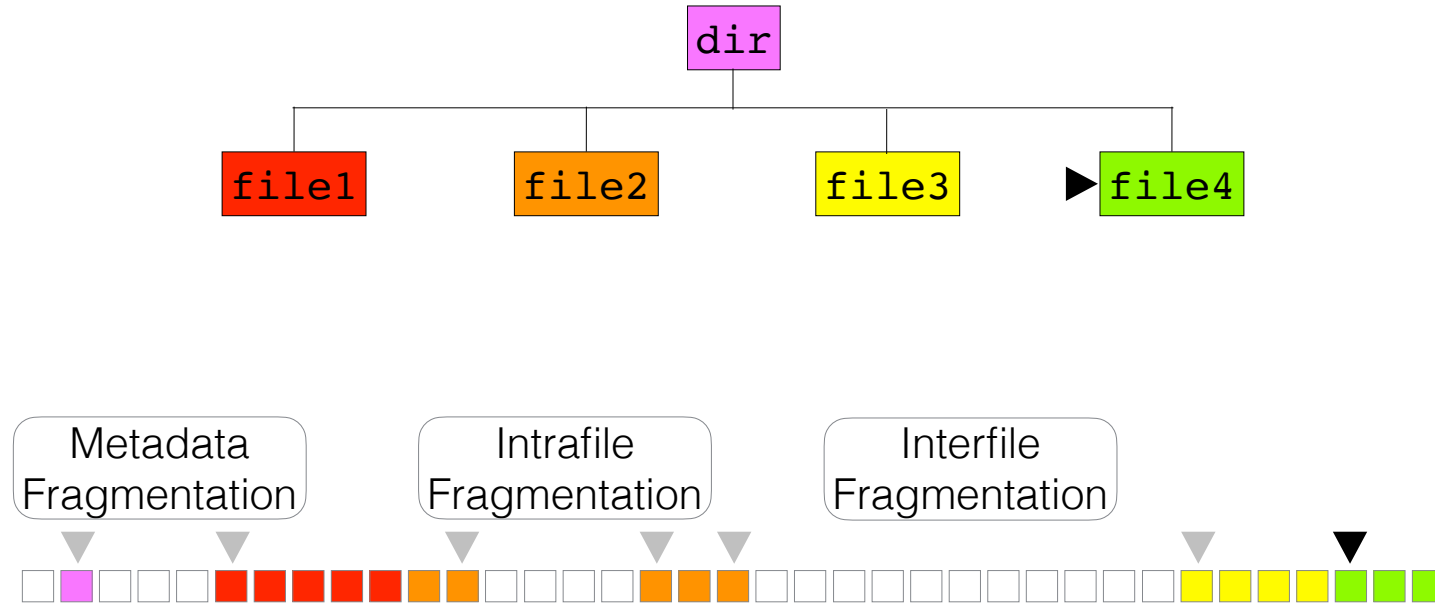 dir
file1
file2
file3
file4
Metadata
Fragmentation
Intrafile
Fragmentation
Interfile
Fragmentation